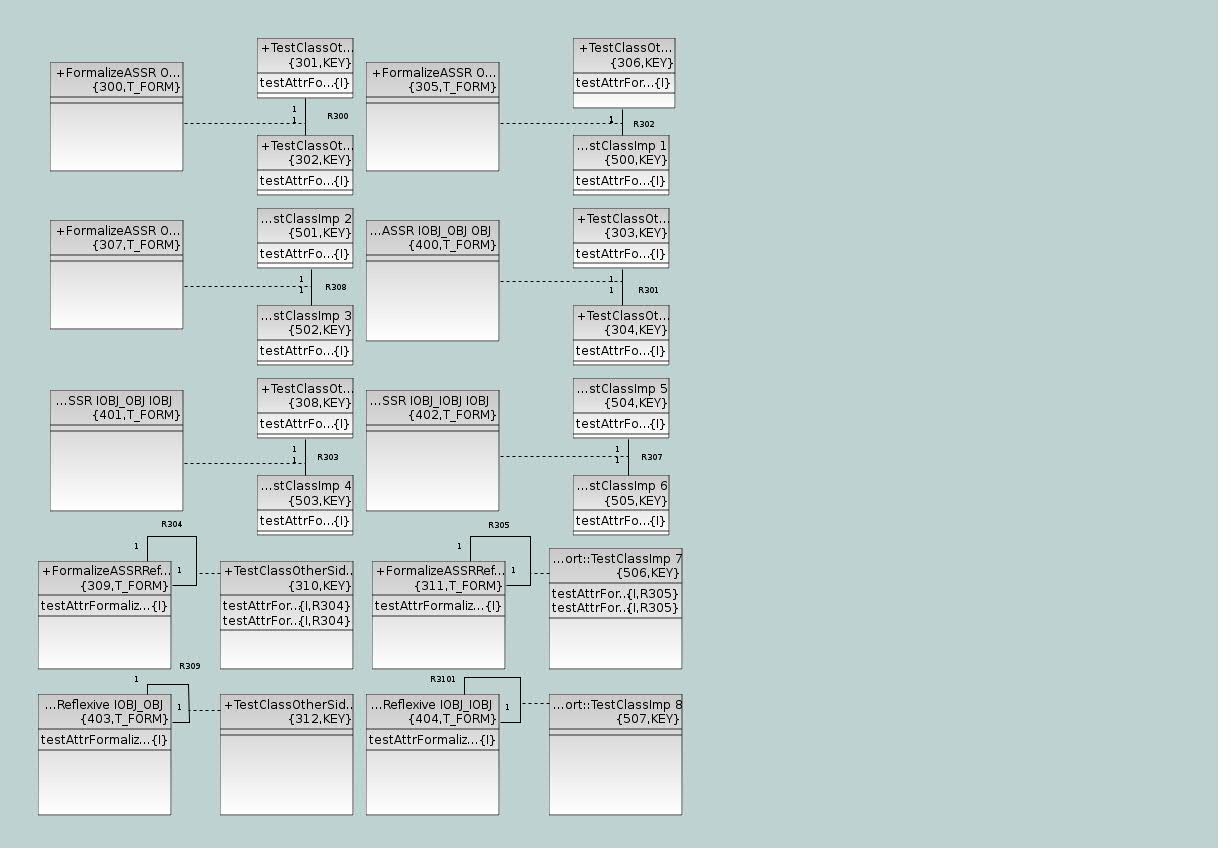 +FormalizeASSR O...
{300,T_FORM}
+TestClassOt...
{301,KEY}
testAttrFo...{I}
1
1
R300
+TestClassOt...
{302,KEY}
testAttrFo...{I}
+FormalizeASSR O...
{305,T_FORM}
+TestClassOt...
{306,KEY}
testAttrFor...{I}
1
R302
...stClassImp 1
{500,KEY}
testAttrFo...{I}
+FormalizeASSR O...
{307,T_FORM}
...stClassImp 2
{501,KEY}
testAttrFo...{I}
1
1
R308
...stClassImp 3
{502,KEY}
testAttrFo...{I}
...ASSR IOBJ_OBJ OBJ
{400,T_FORM}
+TestClassOt...
{303,KEY}
testAttrFo...{I}
1
1
R301
+TestClassOt...
{304,KEY}
testAttrFo...{I}
...SSR IOBJ_OBJ IOBJ
{401,T_FORM}
+TestClassOt...
{308,KEY}
testAttrFo...{I}
1
1
R303
...stClassImp 4
{503,KEY}
testAttrFo...{I}
...SSR IOBJ_IOBJ IOBJ
{402,T_FORM}
...stClassImp 5
{504,KEY}
testAttrFo...{I}
1
1
R307
...stClassImp 6
{505,KEY}
testAttrFo...{I}
R304
1
1
+FormalizeASSRRef...
{309,T_FORM}
testAttrFormaliz...{I}
+TestClassOtherSid...
{310,KEY}
testAttrFor...{I,R304}
testAttrFor...{I,R304}
R305
1
1
+FormalizeASSRRef...
{311,T_FORM}
testAttrFormaliz...{I}
...ort::TestClassImp 7
{506,KEY}
testAttrFor...{I,R305}
testAttrFor...{I,R305}
R309
1
1
...Reflexive IOBJ_OBJ
{403,T_FORM}
testAttrFormaliz...{I}
+TestClassOtherSid...
{312,KEY}
R3101
1
...Reflexive IOBJ_IOBJ
{404,T_FORM}
testAttrFormaliz...{I}
...ort::TestClassImp 8
{507,KEY}